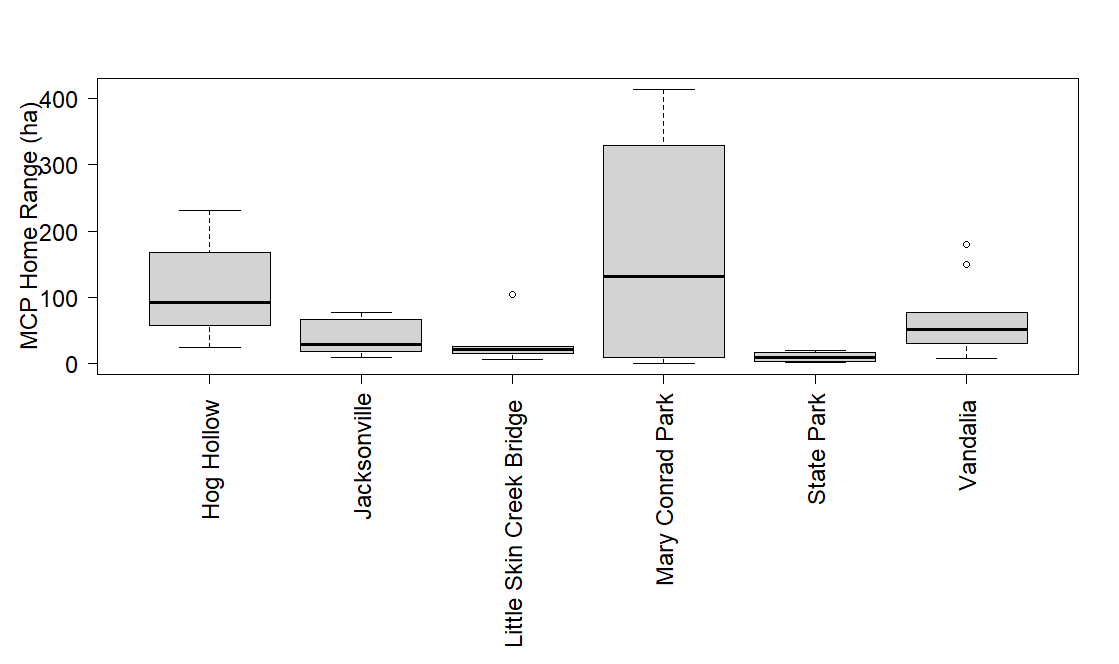 MCP Home Range (ha)
400
300
200
100
0
Hog Hollow
Jacksonville
Little Skin Creek Bridge
Mary Conrad Park
State Park
Vandalia